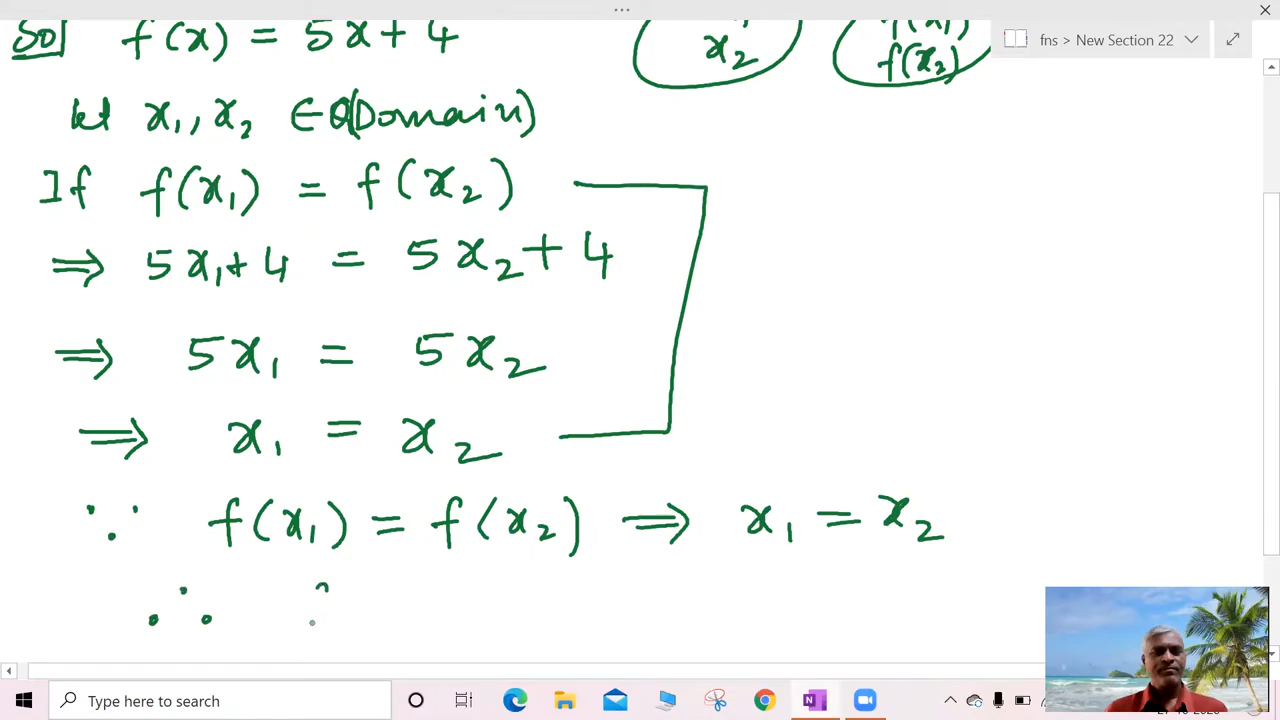 Sol f(x) = 5x + 4
x₂
f(x₁)
f(x₂)
fns > New Section 22
let x₁, x₂ ∈ Q(Domain)
If f(x₁) = f(x₂)
⇒ 5x₁ + 4 = 5x₂ + 4
⇒ 5x₁ = 5x₂
⇒ x₁ = x₂
∵ f(x₁) = f(x₂) ⇒ x₁ = x₂
∴
Type here to search